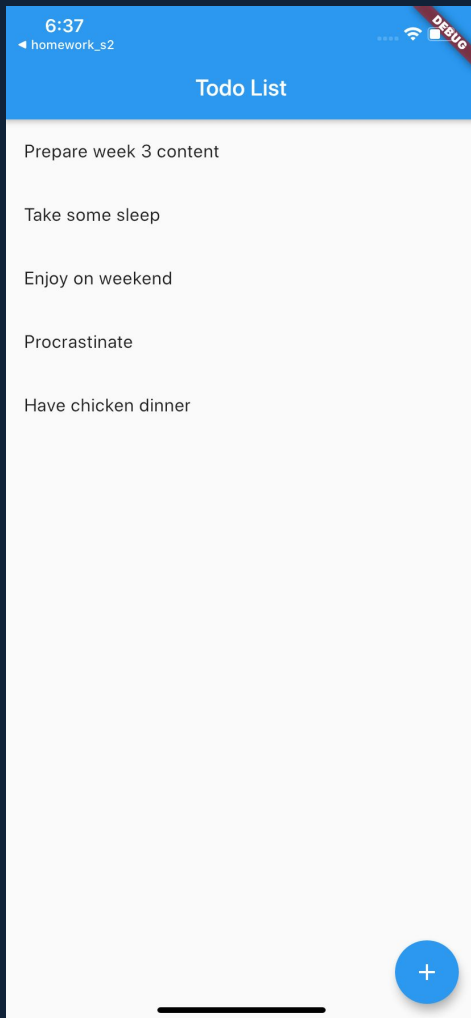 6:37
◀ homework_s2
DEBUG
Todo List
Prepare week 3 content
Take some sleep
Enjoy on weekend
Procrastinate
Have chicken dinner
+